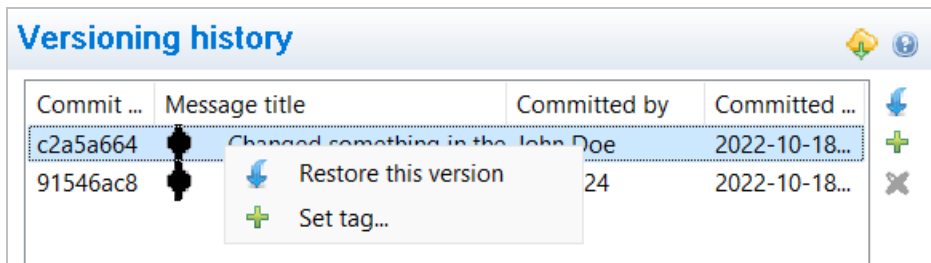 Versioning history
Commit ... Message title Committed by Committed ...
c2a5a664 Changed something in the John Doe 2022-10-18...
91546ac8 24 2022-10-18...
Restore this version
Set tag...